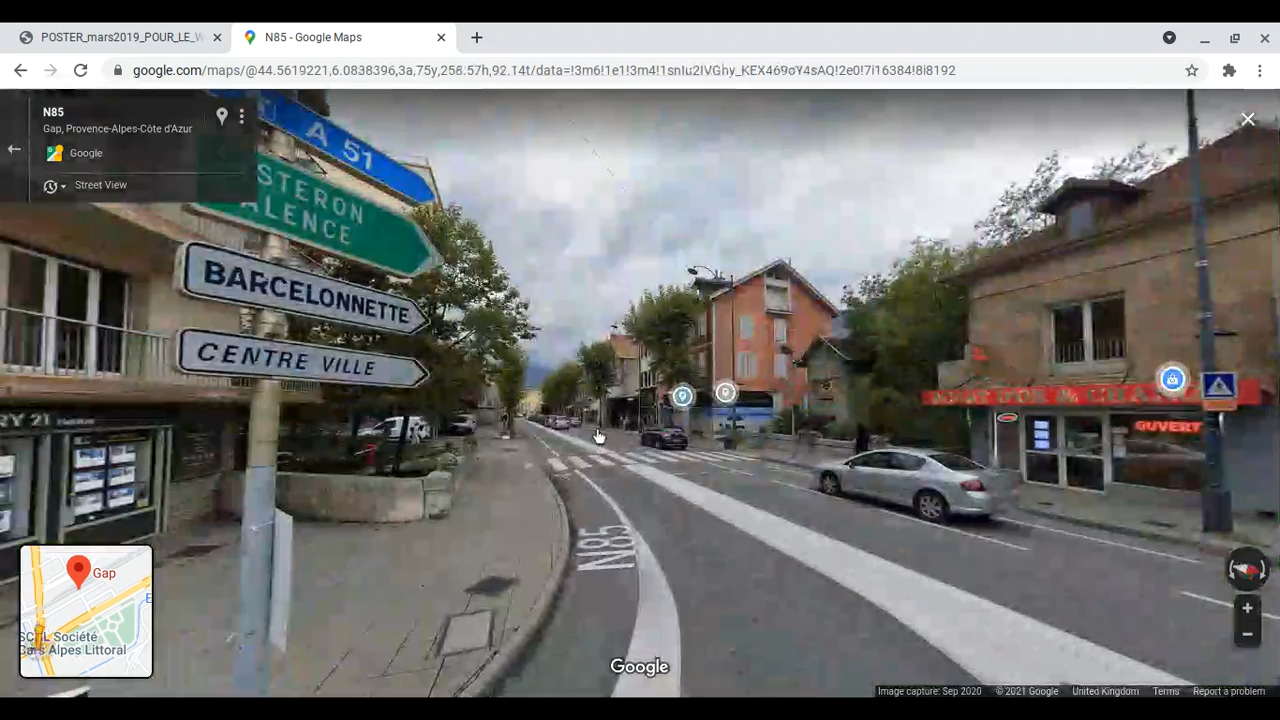 POSTER_mars2019_POUR_LE_W
N85 - Google Maps
google.com/maps/@44.5619221,6.0838396,3a,75y,258.57h,92.14t/data=!3m6!1e1!3m4!1snIu2IVGhy_KEX469oY4sAQ!2e0!7i16384!8i8192
N85
Gap, Provence-Alpes-Côte d'Azur
Google
Street View
A 51
STERON
ALENCE
BARCELONNETTE
CENTRE VILLE
RY 21
OUVERT
N85
Gap
Société
Cars Alpes Littoral
Google
Image capture: Sep 2020 © 2021 Google United Kingdom Terms Report a problem